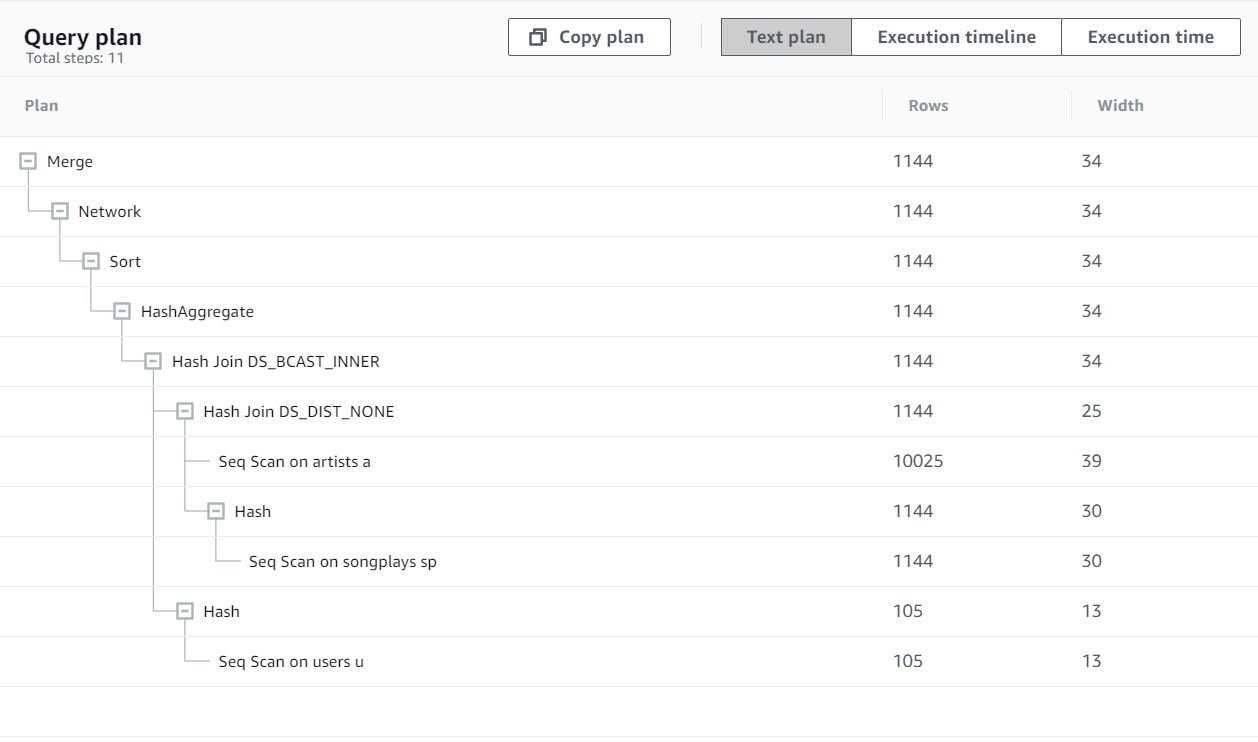 Query plan
Total steps: 11
Copy plan
Text plan
Execution timeline
Execution time
Plan Rows Width
Merge 1144 34
Network 1144 34
Sort 1144 34
HashAggregate 1144 34
Hash Join DS_BCAST_INNER 1144 34
Hash Join DS_DIST_NONE 1144 25
Seq Scan on artists a 10025 39
Hash 1144 30
Seq Scan on songplays sp 1144 30
Hash 105 13
Seq Scan on users u 105 13